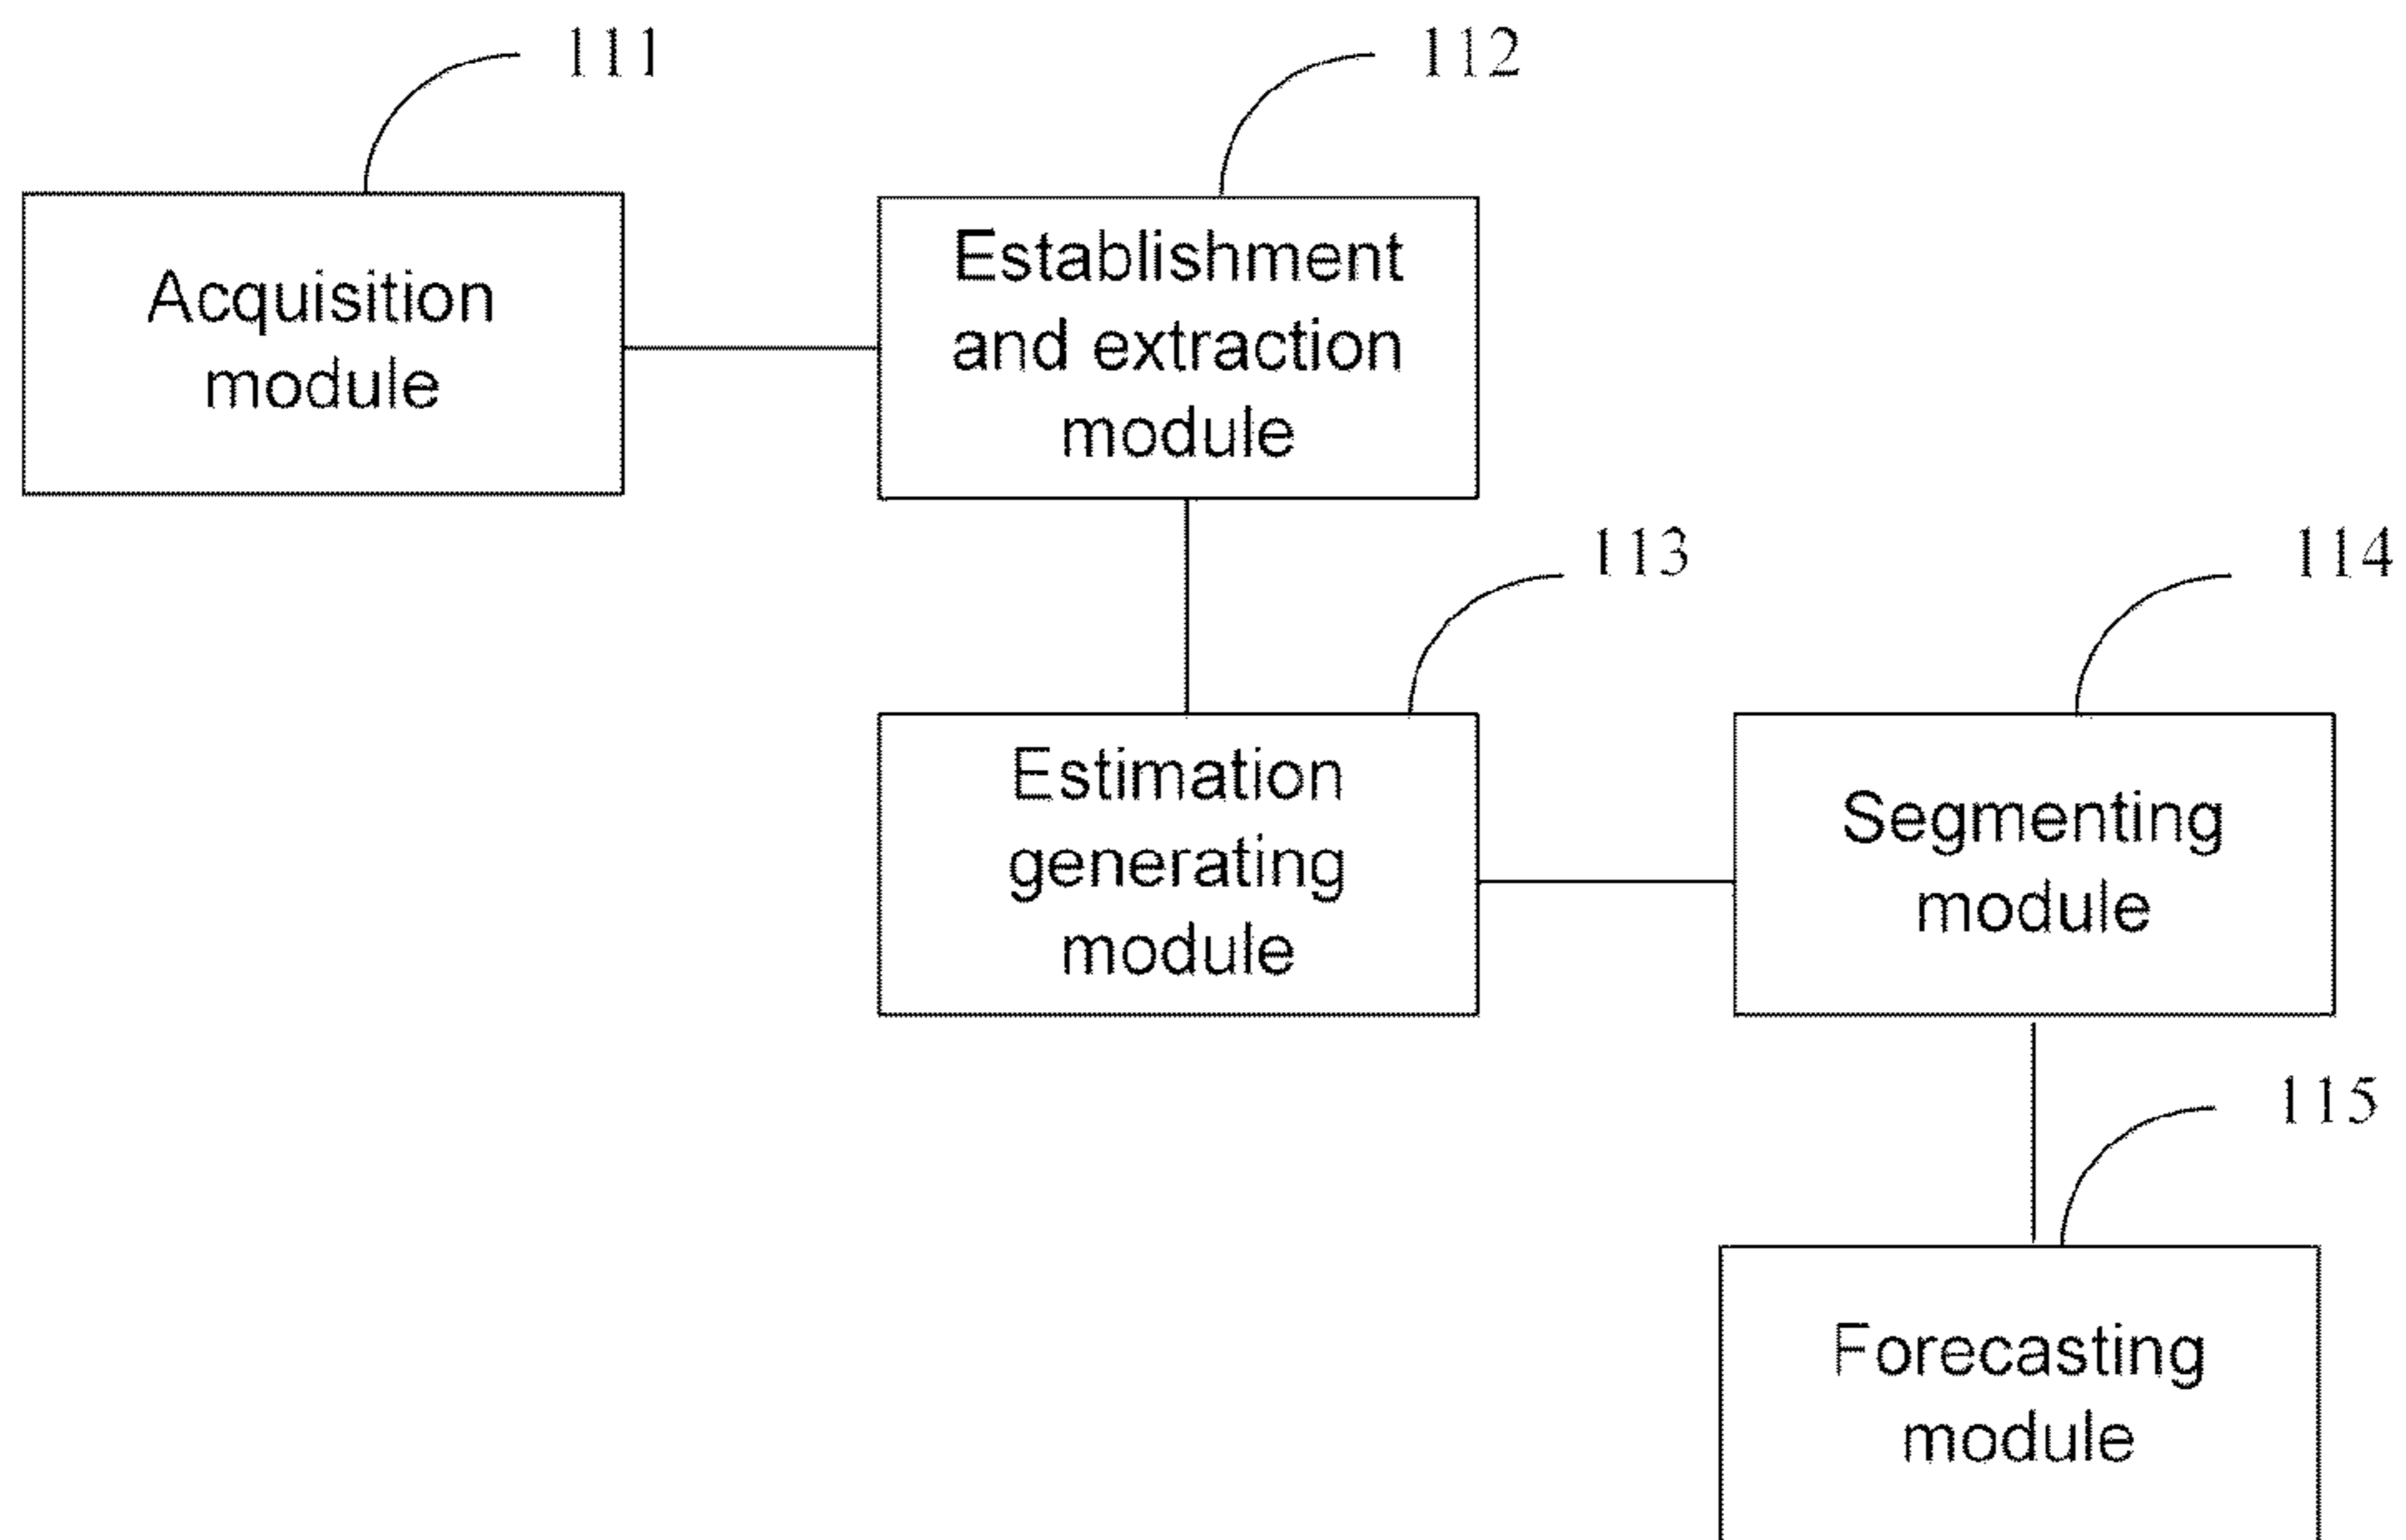 111
112
Acquisition
module
Establishment
and extraction
module
113
114
Estimation
generating
module
Segmenting
module
115
Forecasting
module